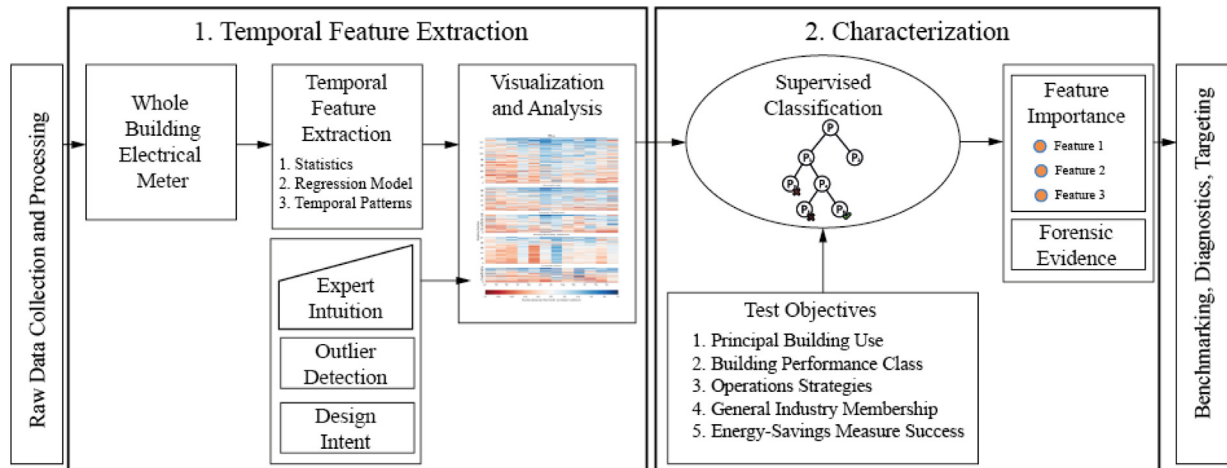 Raw Data Collection and Processing
1. Temporal Feature Extraction
Whole
Building
Electrical
Meter
Temporal
Feature
Extraction
1. Statistics
2. Regression Model
3. Temporal Patterns
Expert
Intuition
Outlier
Detection
Design
Intent
Visualization
and Analysis
2. Characterization
Supervised
Classification
Test Objectives
1. Principal Building Use
2. Building Performance Class
3. Operations Strategies
4. General Industry Membership
5. Energy-Savings Measure Success
Feature
Importance
Feature 1
Feature 2
Feature 3
Forensic
Evidence
Benchmarking, Diagnostics, Targeting